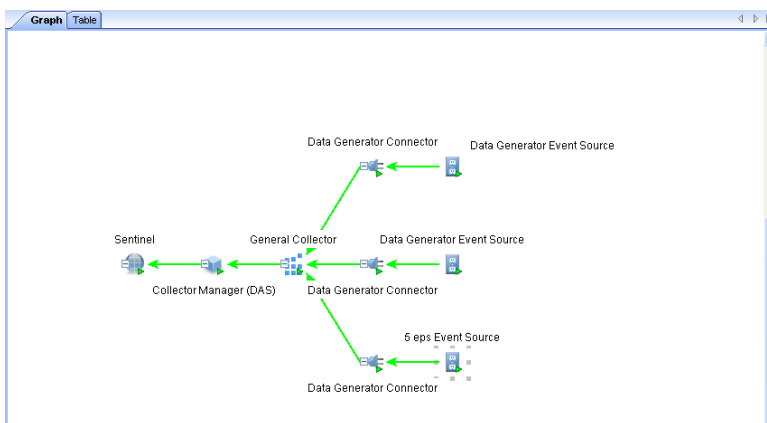 Graph Table
Data Generator Connector
Data Generator Event Source
Sentinel
General Collector
Data Generator Event Source
Collector Manager (DAS)
Data Generator Connector
5 eps Event Source
Data Generator Connector